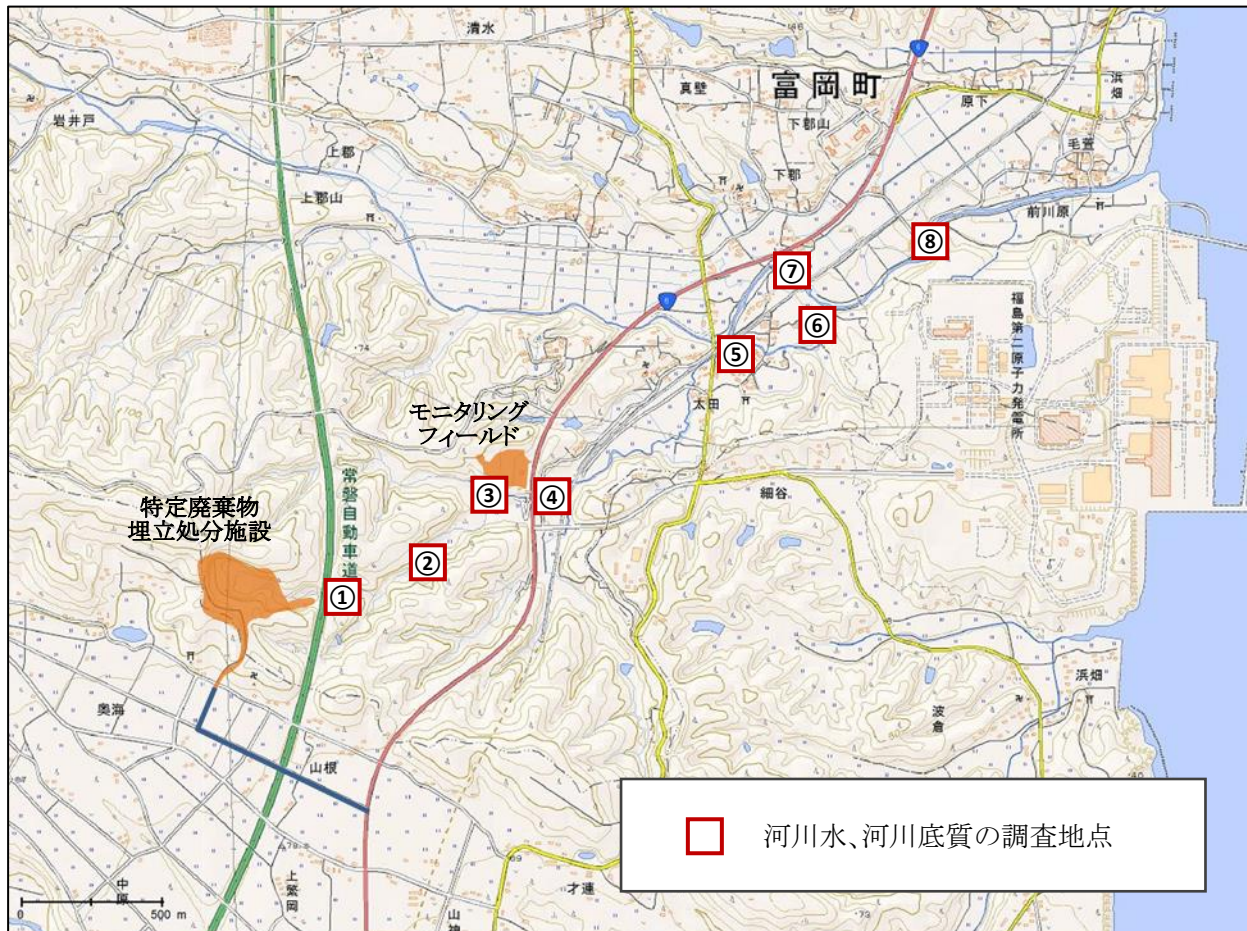 清水
真壁
富岡町
6
原下
浜畑
下郡山
毛萱
岩井戸
上郡
上郡山
下郡
前川原
⑧
⑦
6
⑥
⑤
福島第二原子力発電所
太田
モニタリング
フィールド
③
④
細谷
常磐自動車道
特定廃棄物
埋立処分施設
②
①
浜畑
波倉
奥海
山根
河川水、河川底質の調査地点
中原
上繁岡
山神
才連
0
500 m